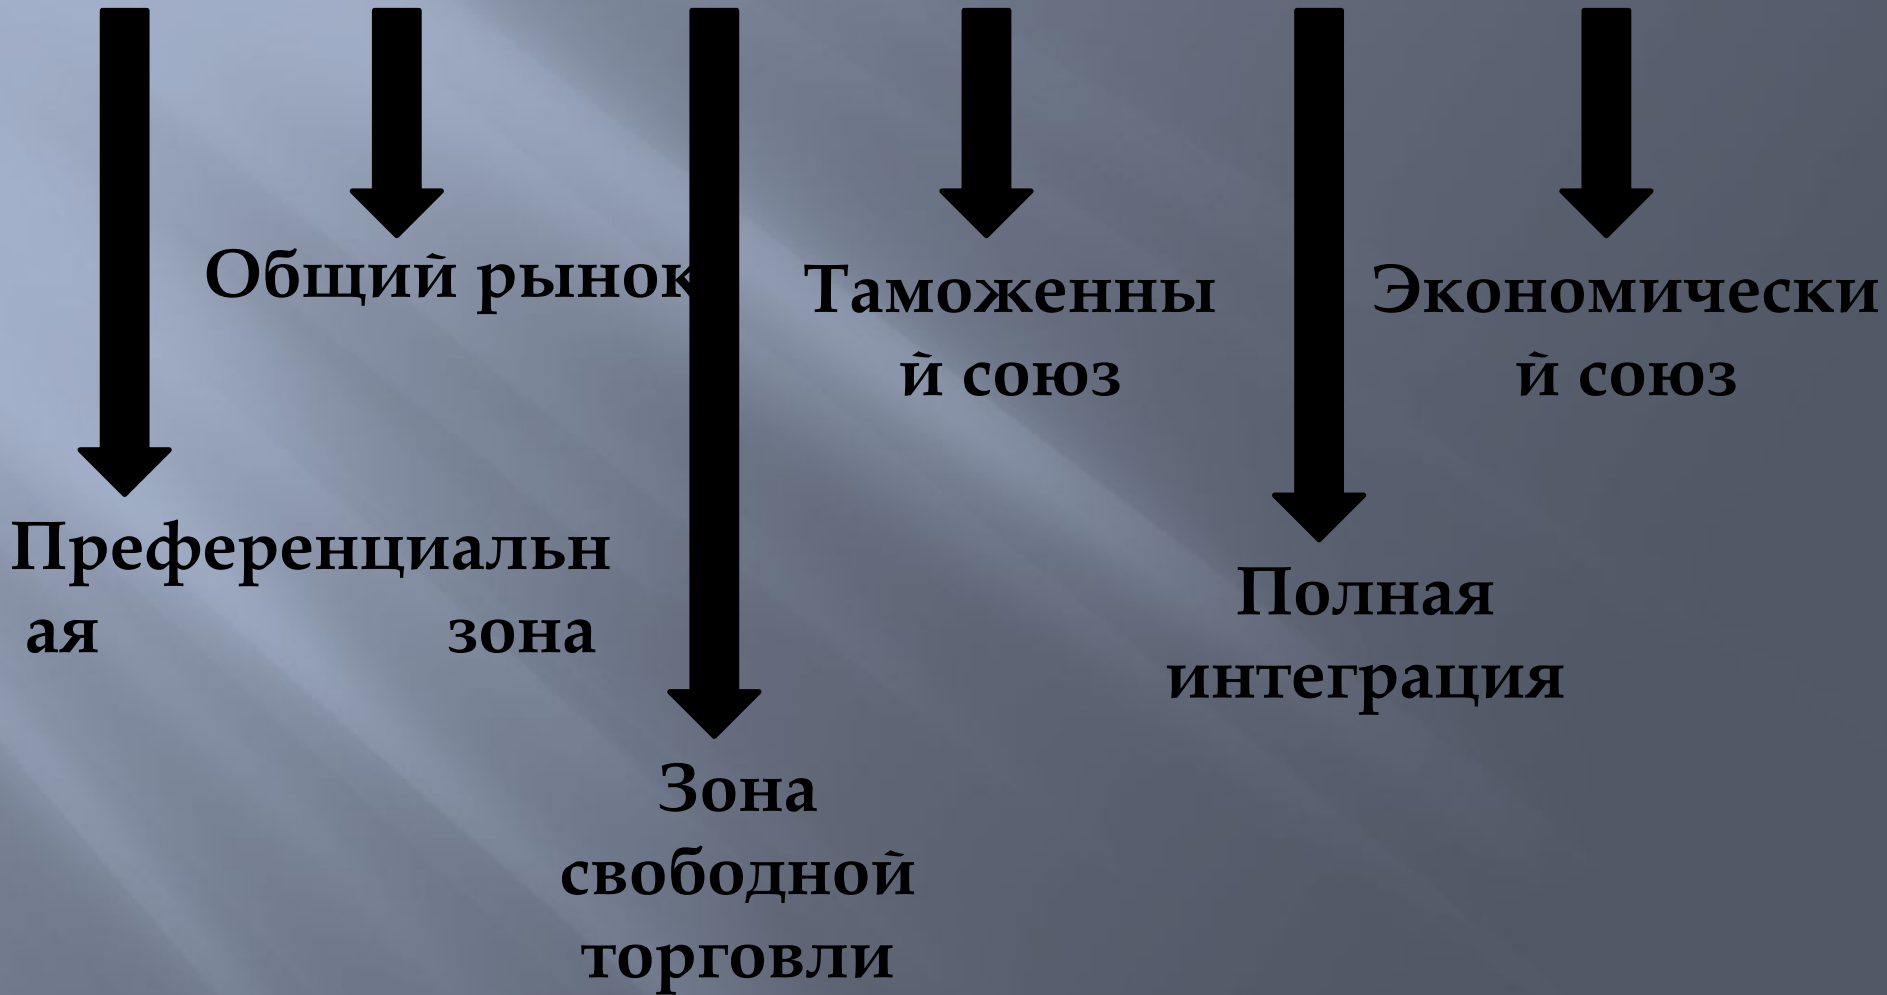 Общий рынок
Таможенны
й союз
Экономически
й союз
Преференциальн
ая зона
Полная
интеграция
Зона
свободной
торговли